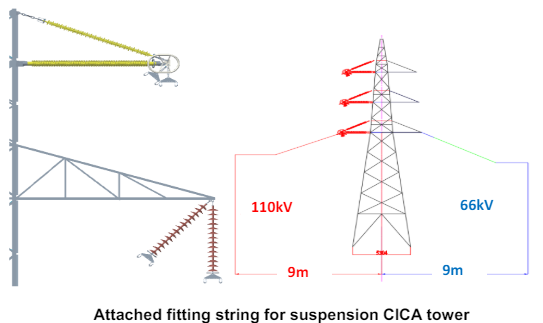 110kV
66kV
9m
9m
Attached fitting string for suspension CICA tower